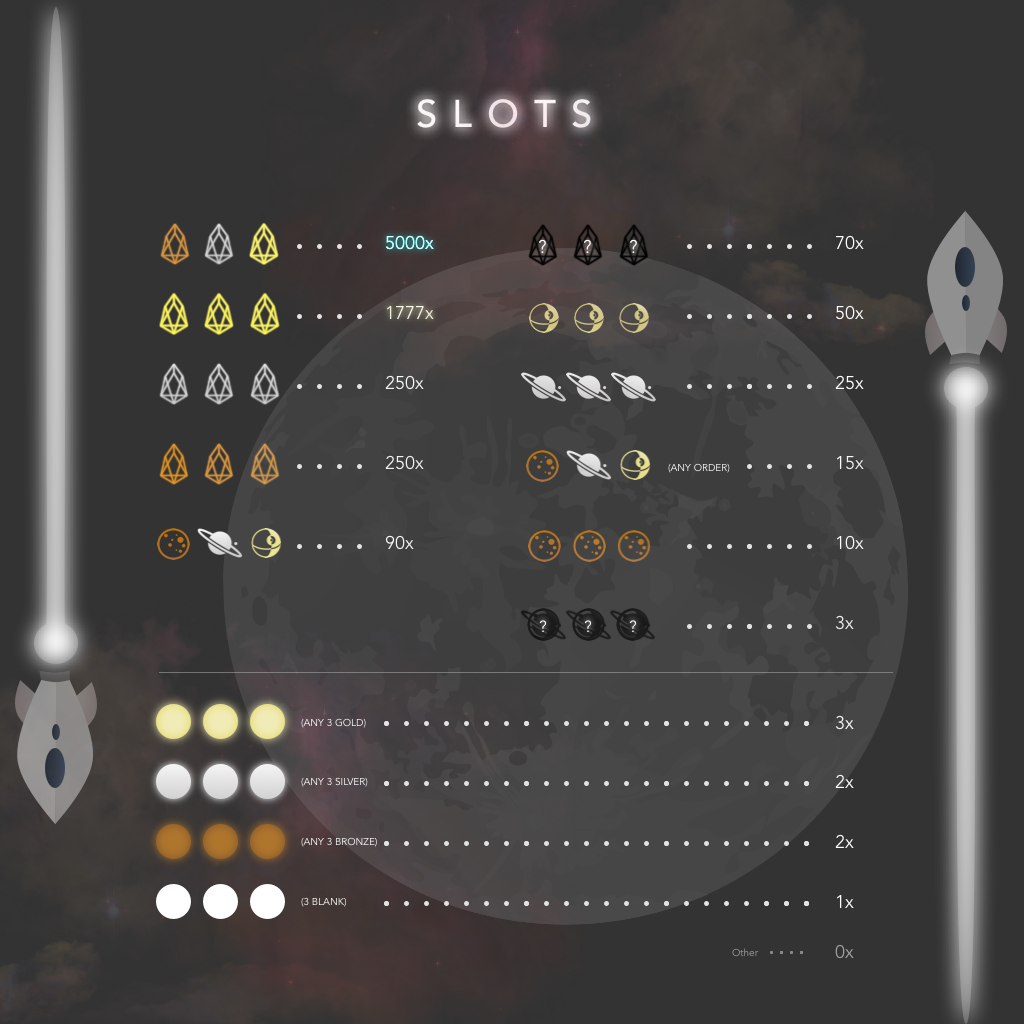 SLOTS
5000x
? ? ? 70x
1777x
50x
250x
25x
250x
(ANY ORDER) 15x
90x
10x
? ? ? 3x
(ANY 3 GOLD) 3x
(ANY 3 SILVER) 2x
(ANY 3 BRONZE) 2x
(3 BLANK) 1x
Other 0x